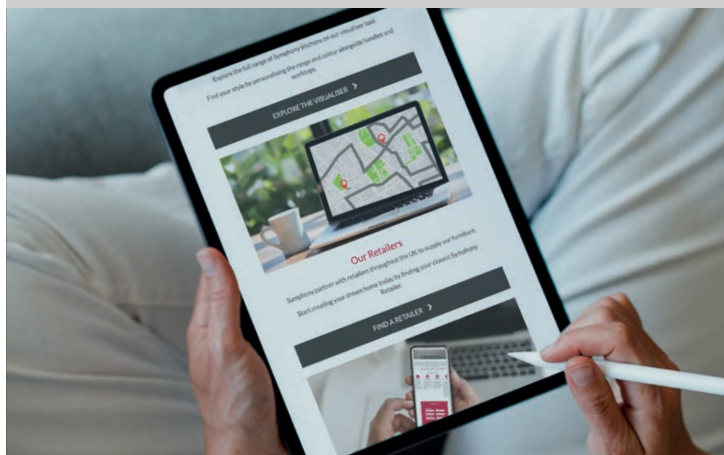 Explore the full range of Symphony kitchens on our visualiser tool.
Find your style by personalising the range and colour alongside handles and
worktops.
EXPLORE THE VISUALISER
Our Retailers
Symphony partner with retailers throughout the UK to supply our furniture.
Start creating your dream home today by finding your closest Symphony
Retailer.
FIND A RETAILER